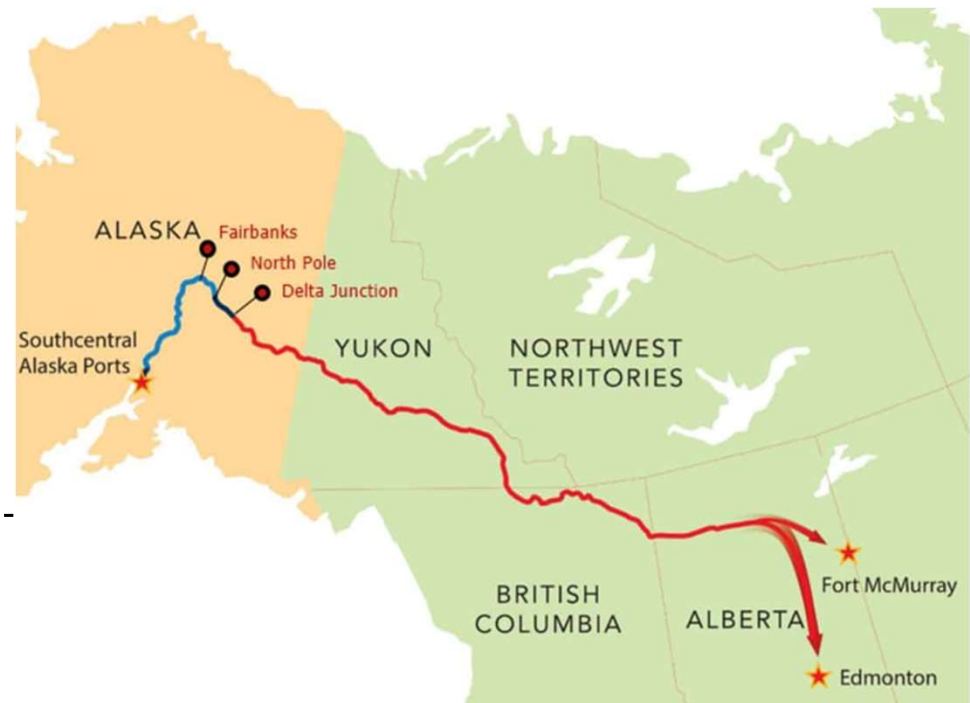 ALASKA
Fairbanks
North Pole
Delta Junction
Southcentral
Alaska Ports
YUKON
NORTHWEST
TERRITORIES
BRITISH
COLUMBIA
ALBERTA
Fort McMurray
Edmonton
-